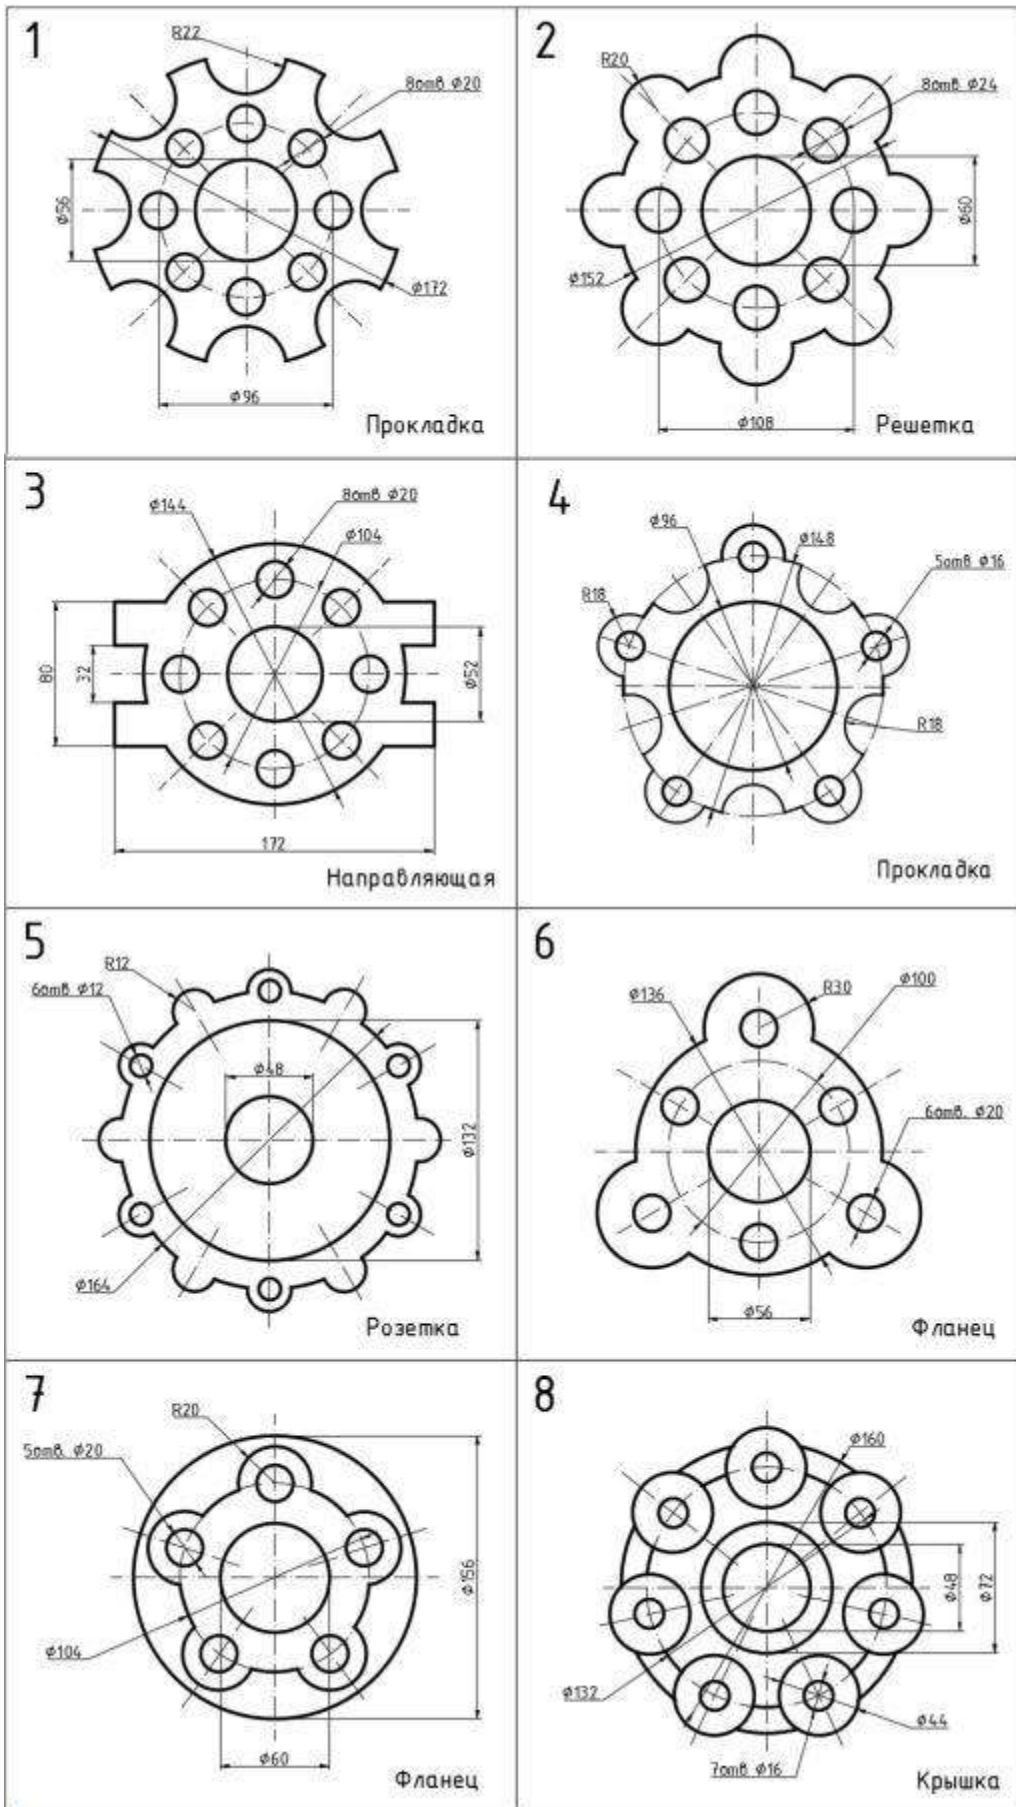 1
R22
8отв ⌀20
⌀56
⌀172
⌀96
Прокладка
2
R20
8отв ⌀24
⌀60
⌀152
⌀108
Решетка
3
⌀144
8отв ⌀20
⌀104
80
32
⌀52
172
Направляющая
4
⌀96
⌀148
5отв ⌀16
R18
R18
Прокладка
5
R12
6отв ⌀12
⌀48
⌀132
⌀164
Розетка
6
⌀136
R30
⌀100
6отв. ⌀20
⌀56
Фланец
7
R20
5отв. ⌀20
⌀156
⌀104
⌀60
Фланец
8
⌀160
⌀48
⌀72
⌀132
⌀44
7отв ⌀16
Крышка